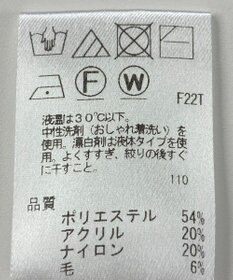 F W
F22T
液温は30℃以下。
中性洗剤(おしゃれ着洗い)を
使用。漂白剤は液体タイプを使
用。よくすすぎ、絞りの後すぐ
に干すこと。
110
品質
ポリエステル 54%
アクリル 20%
ナイロン 20%
毛 6%